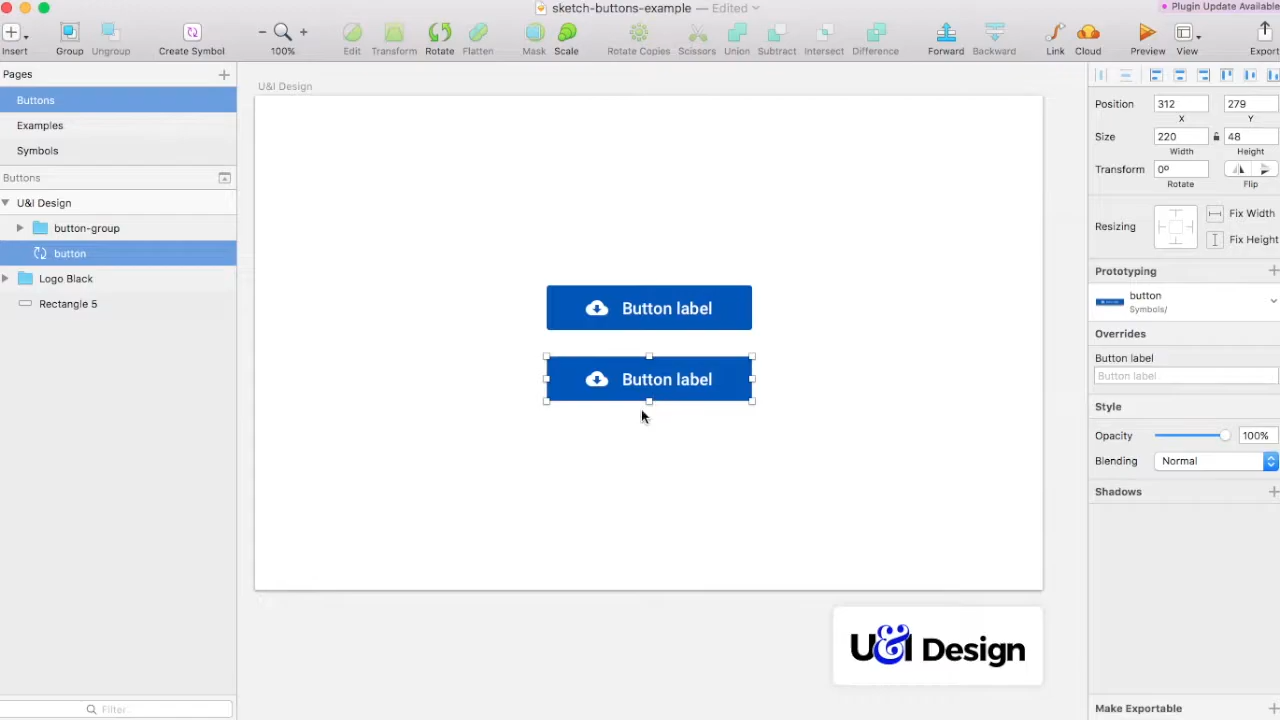 sketch-buttons-example — Edited
Plugin Update Available
Insert
Group
Ungroup
Create Symbol
100%
Edit
Transform
Rotate
Flatten
Mask
Scale
Rotate Copies
Scissors
Union
Subtract
Intersect
Difference
Forward
Backward
Link
Cloud
Preview
View
Export
Pages
Buttons
Examples
Symbols
Buttons
U&I Design
button-group
button
Logo Black
Rectangle 5
Filter
U&I Design
Button label
Button label
U&I Design
Position
312
279
X
Y
Size
220
48
Width
Height
Transform
0º
Rotate
Flip
Resizing
Fix Width
Fix Height
Prototyping
button
Symbols/
Overrides
Button label
Button label
Style
Opacity
100%
Blending
Normal
Shadows
Make Exportable